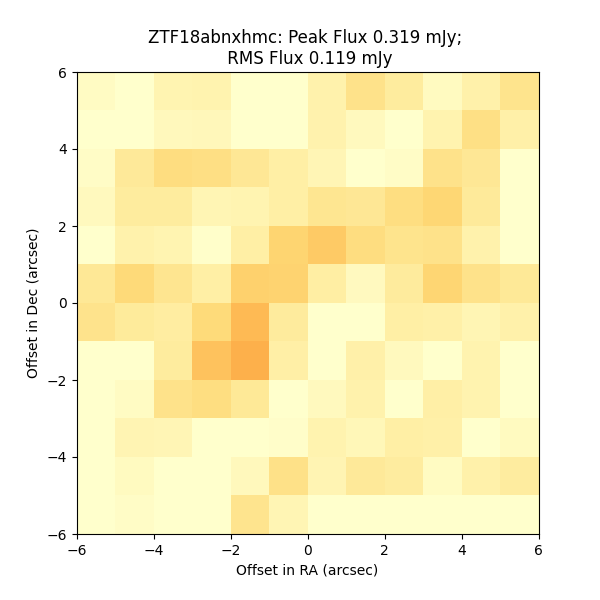 ZTF18abnxhmc: Peak Flux 0.319 mJy;
RMS Flux 0.119 mJy
6
4
2
0
−2
−4
−6
Offset in Dec (arcsec)
−6 −4 −2 0 2 4 6
Offset in RA (arcsec)